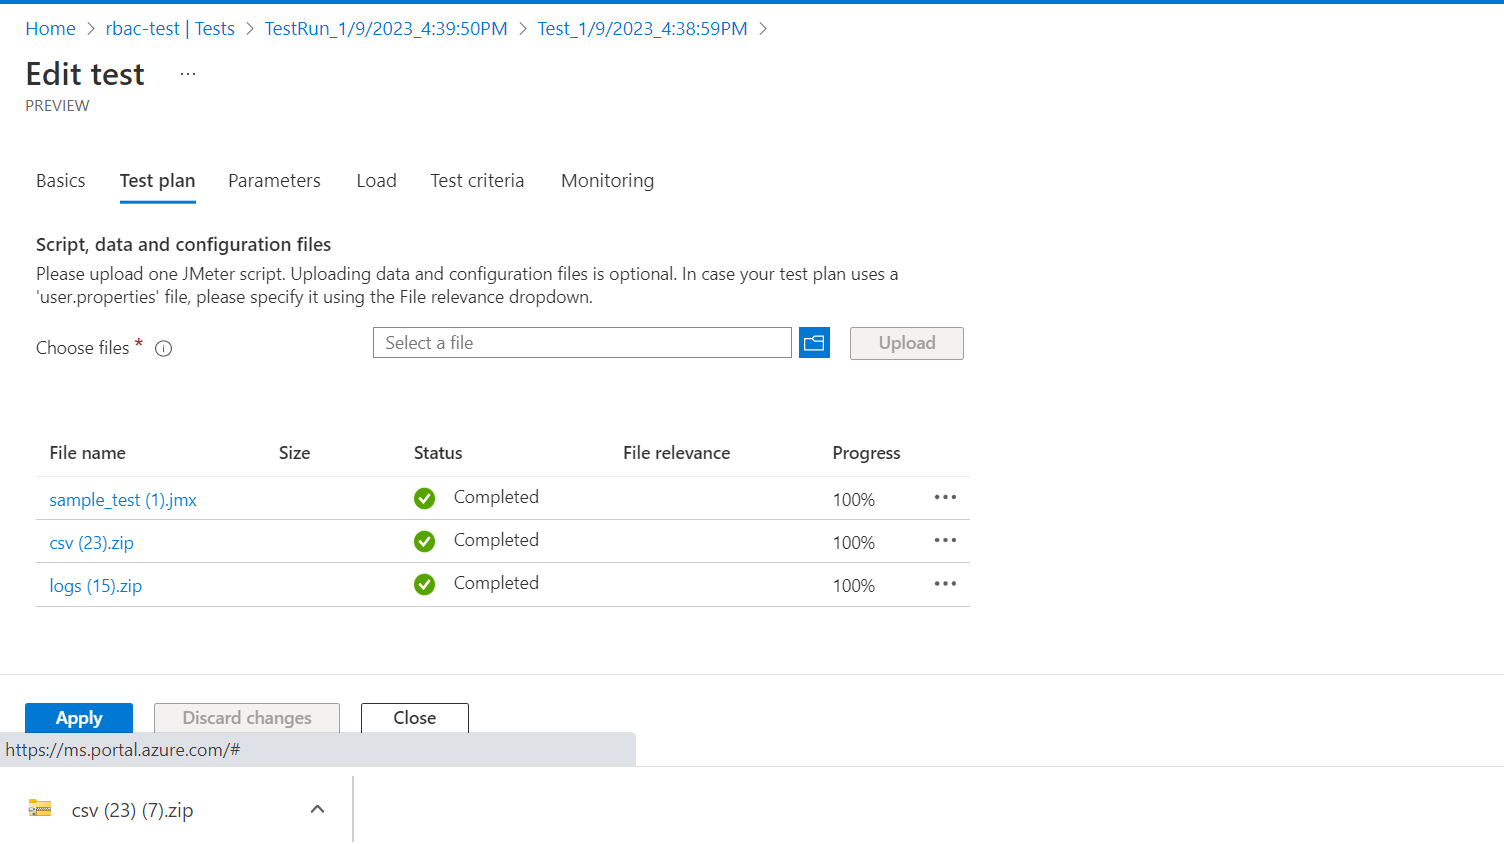 Home > rbac-test | Tests > TestRun_1/9/2023_4:39:50PM > Test_1/9/2023_4:38:59PM >
Edit test ...
PREVIEW
Basics Test plan Parameters Load Test criteria Monitoring
Script, data and configuration files
Please upload one JMeter script. Uploading data and configuration files is optional. In case your test plan uses a
'user.properties' file, please specify it using the File relevance dropdown.
Choose files * Select a file Upload
File name Size Status File relevance Progress
sample_test (1).jmx Completed 100% •••
csv (23).zip Completed 100% •••
logs (15).zip Completed 100% •••
Apply Discard changes Close
https://ms.portal.azure.com/#
csv (23) (7).zip